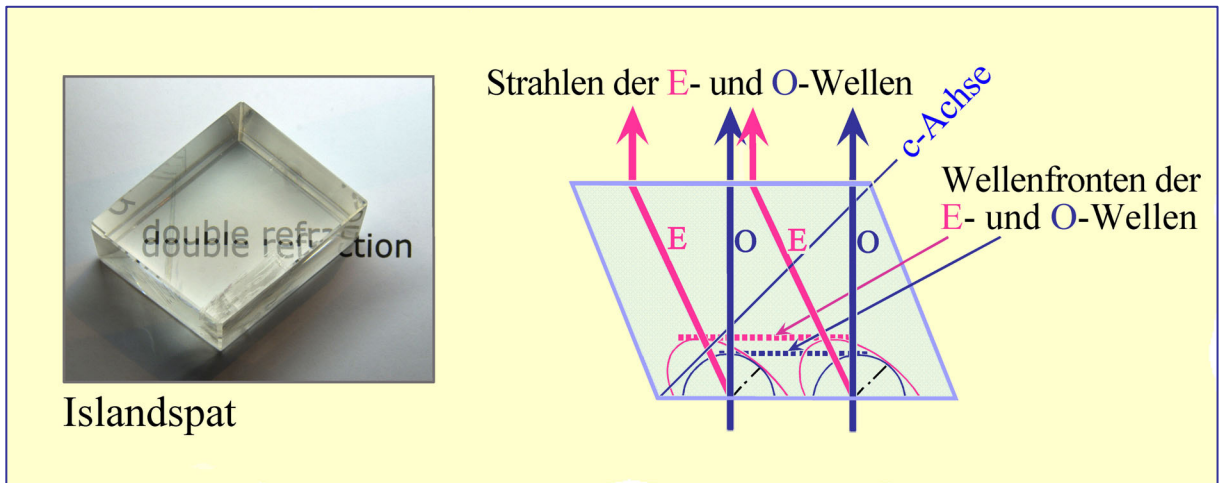 double refraction
Islandspat
Strahlen der E- und O-Wellen
c-Achse
Wellenfronten der
E- und O-Wellen
E
O
E
O